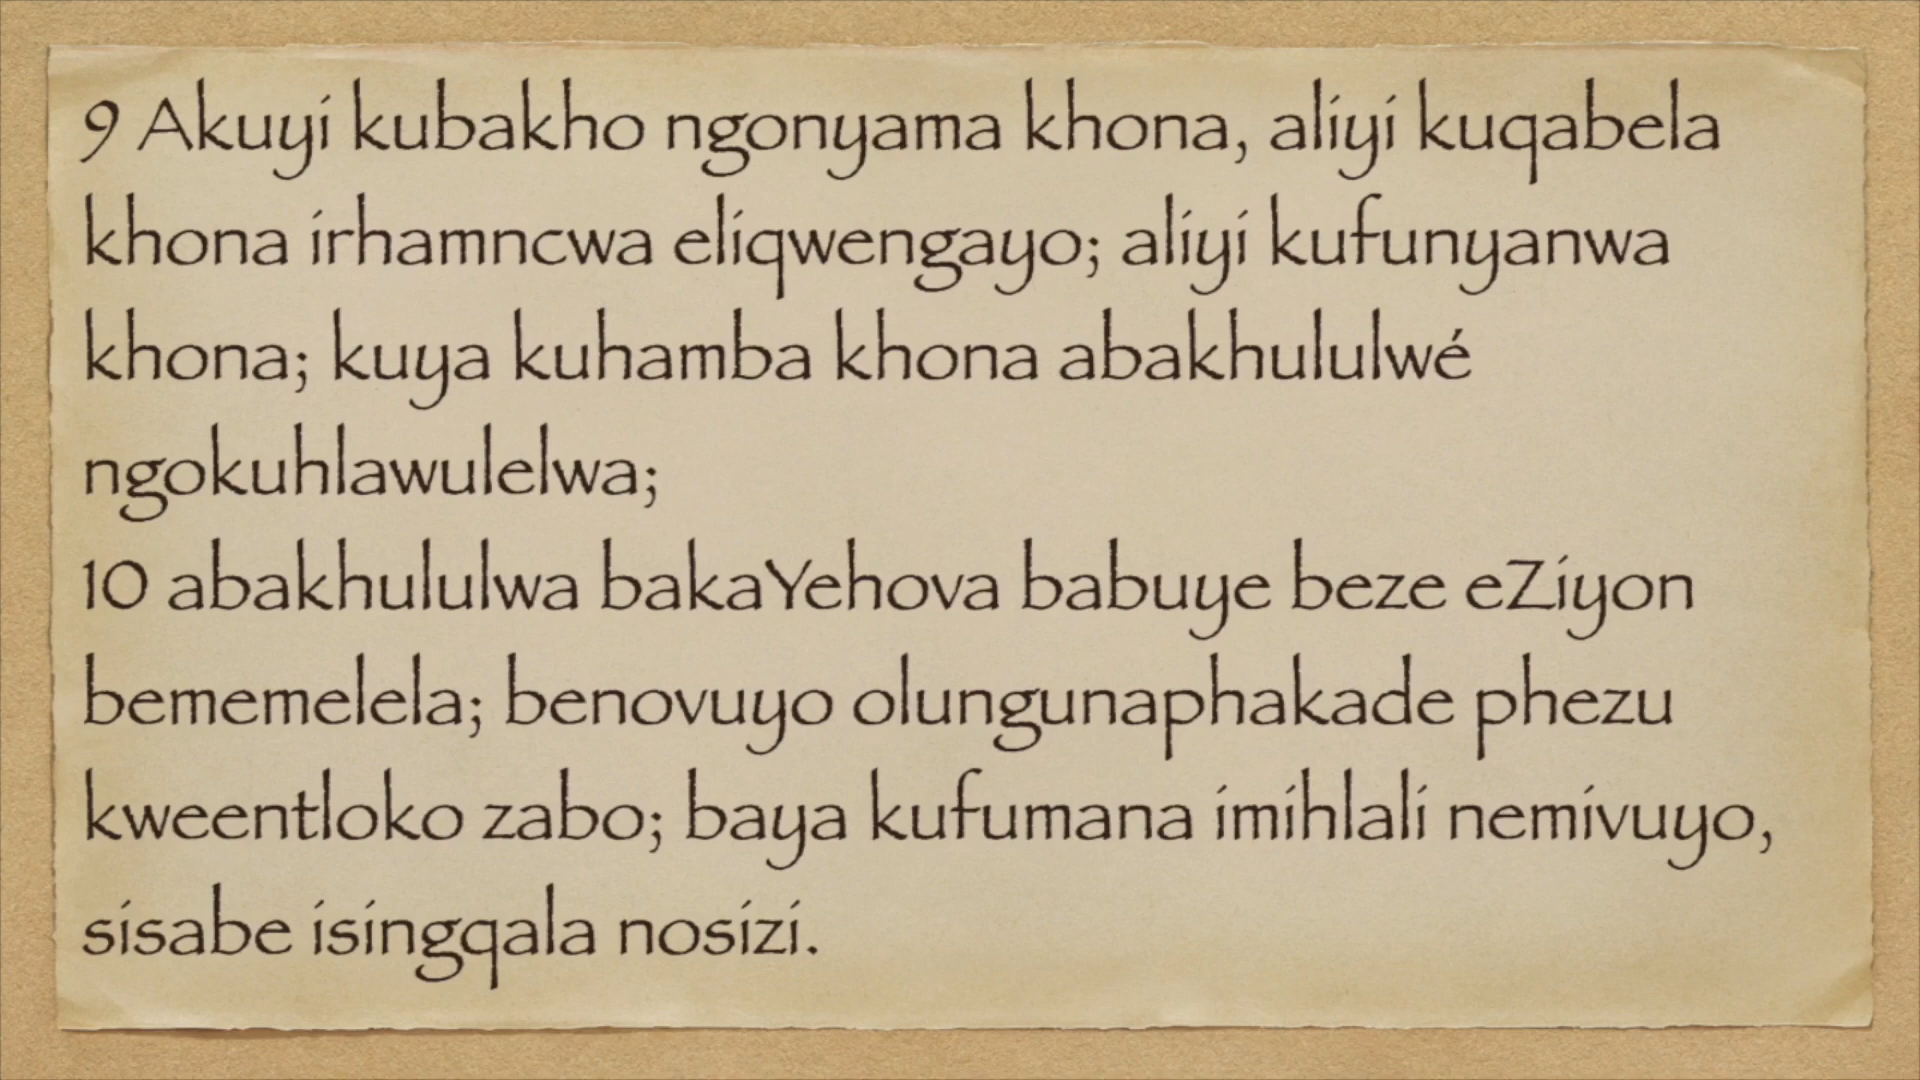 9 Akuyi kubakho ngonyama khona, aliyi kuqabela
khona irhamncwa eliqwengayo; aliyi kufunyanwa
khona; kuya kuhamba khona abakhululwé
ngokuhlawulelwa;
10 abakhululwa bakaYehova babuye beze eZiyon
bememelela; benovuyo olungunaphakade phezu
kweentloko zabo; baya kufumana imihlali nemivuyo,
sisabe isingqala nosizi.